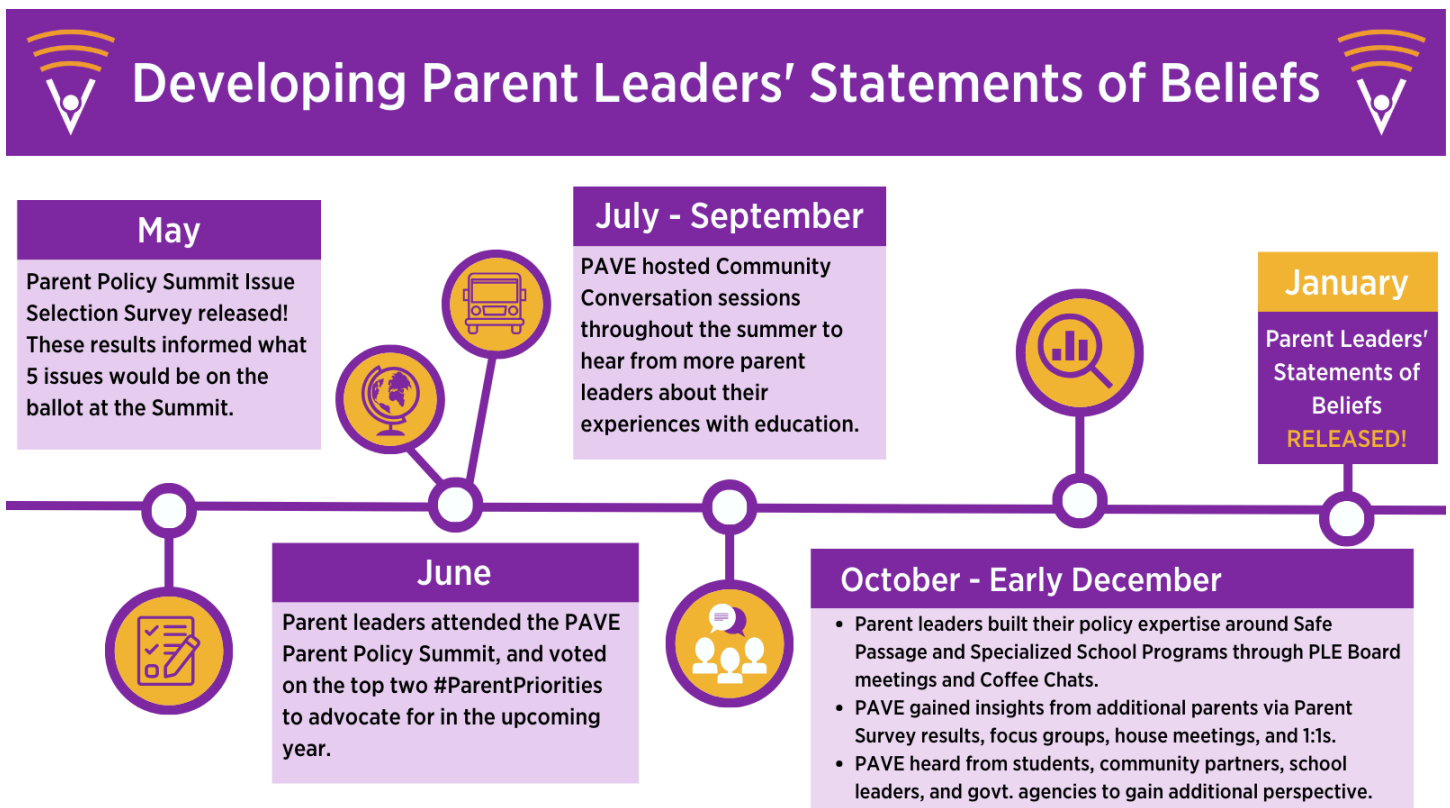 Developing Parent Leaders' Statements of Beliefs
May
Parent Policy Summit Issue
Selection Survey released!
These results informed what
5 issues would be on the
ballot at the Summit.
June
Parent leaders attended the PAVE
Parent Policy Summit, and voted
on the top two #ParentPriorities
to advocate for in the upcoming
year.
July - September
PAVE hosted Community
Conversation sessions
throughout the summer to
hear from more parent
leaders about their
experiences with education.
October - Early December
• Parent leaders built their policy expertise around Safe
Passage and Specialized School Programs through PLE Board
meetings and Coffee Chats.
• PAVE gained insights from additional parents via Parent
Survey results, focus groups, house meetings, and 1:1s.
• PAVE heard from students, community partners, school
leaders, and govt. agencies to gain additional perspective.
January
Parent Leaders'
Statements of
Beliefs
RELEASED!